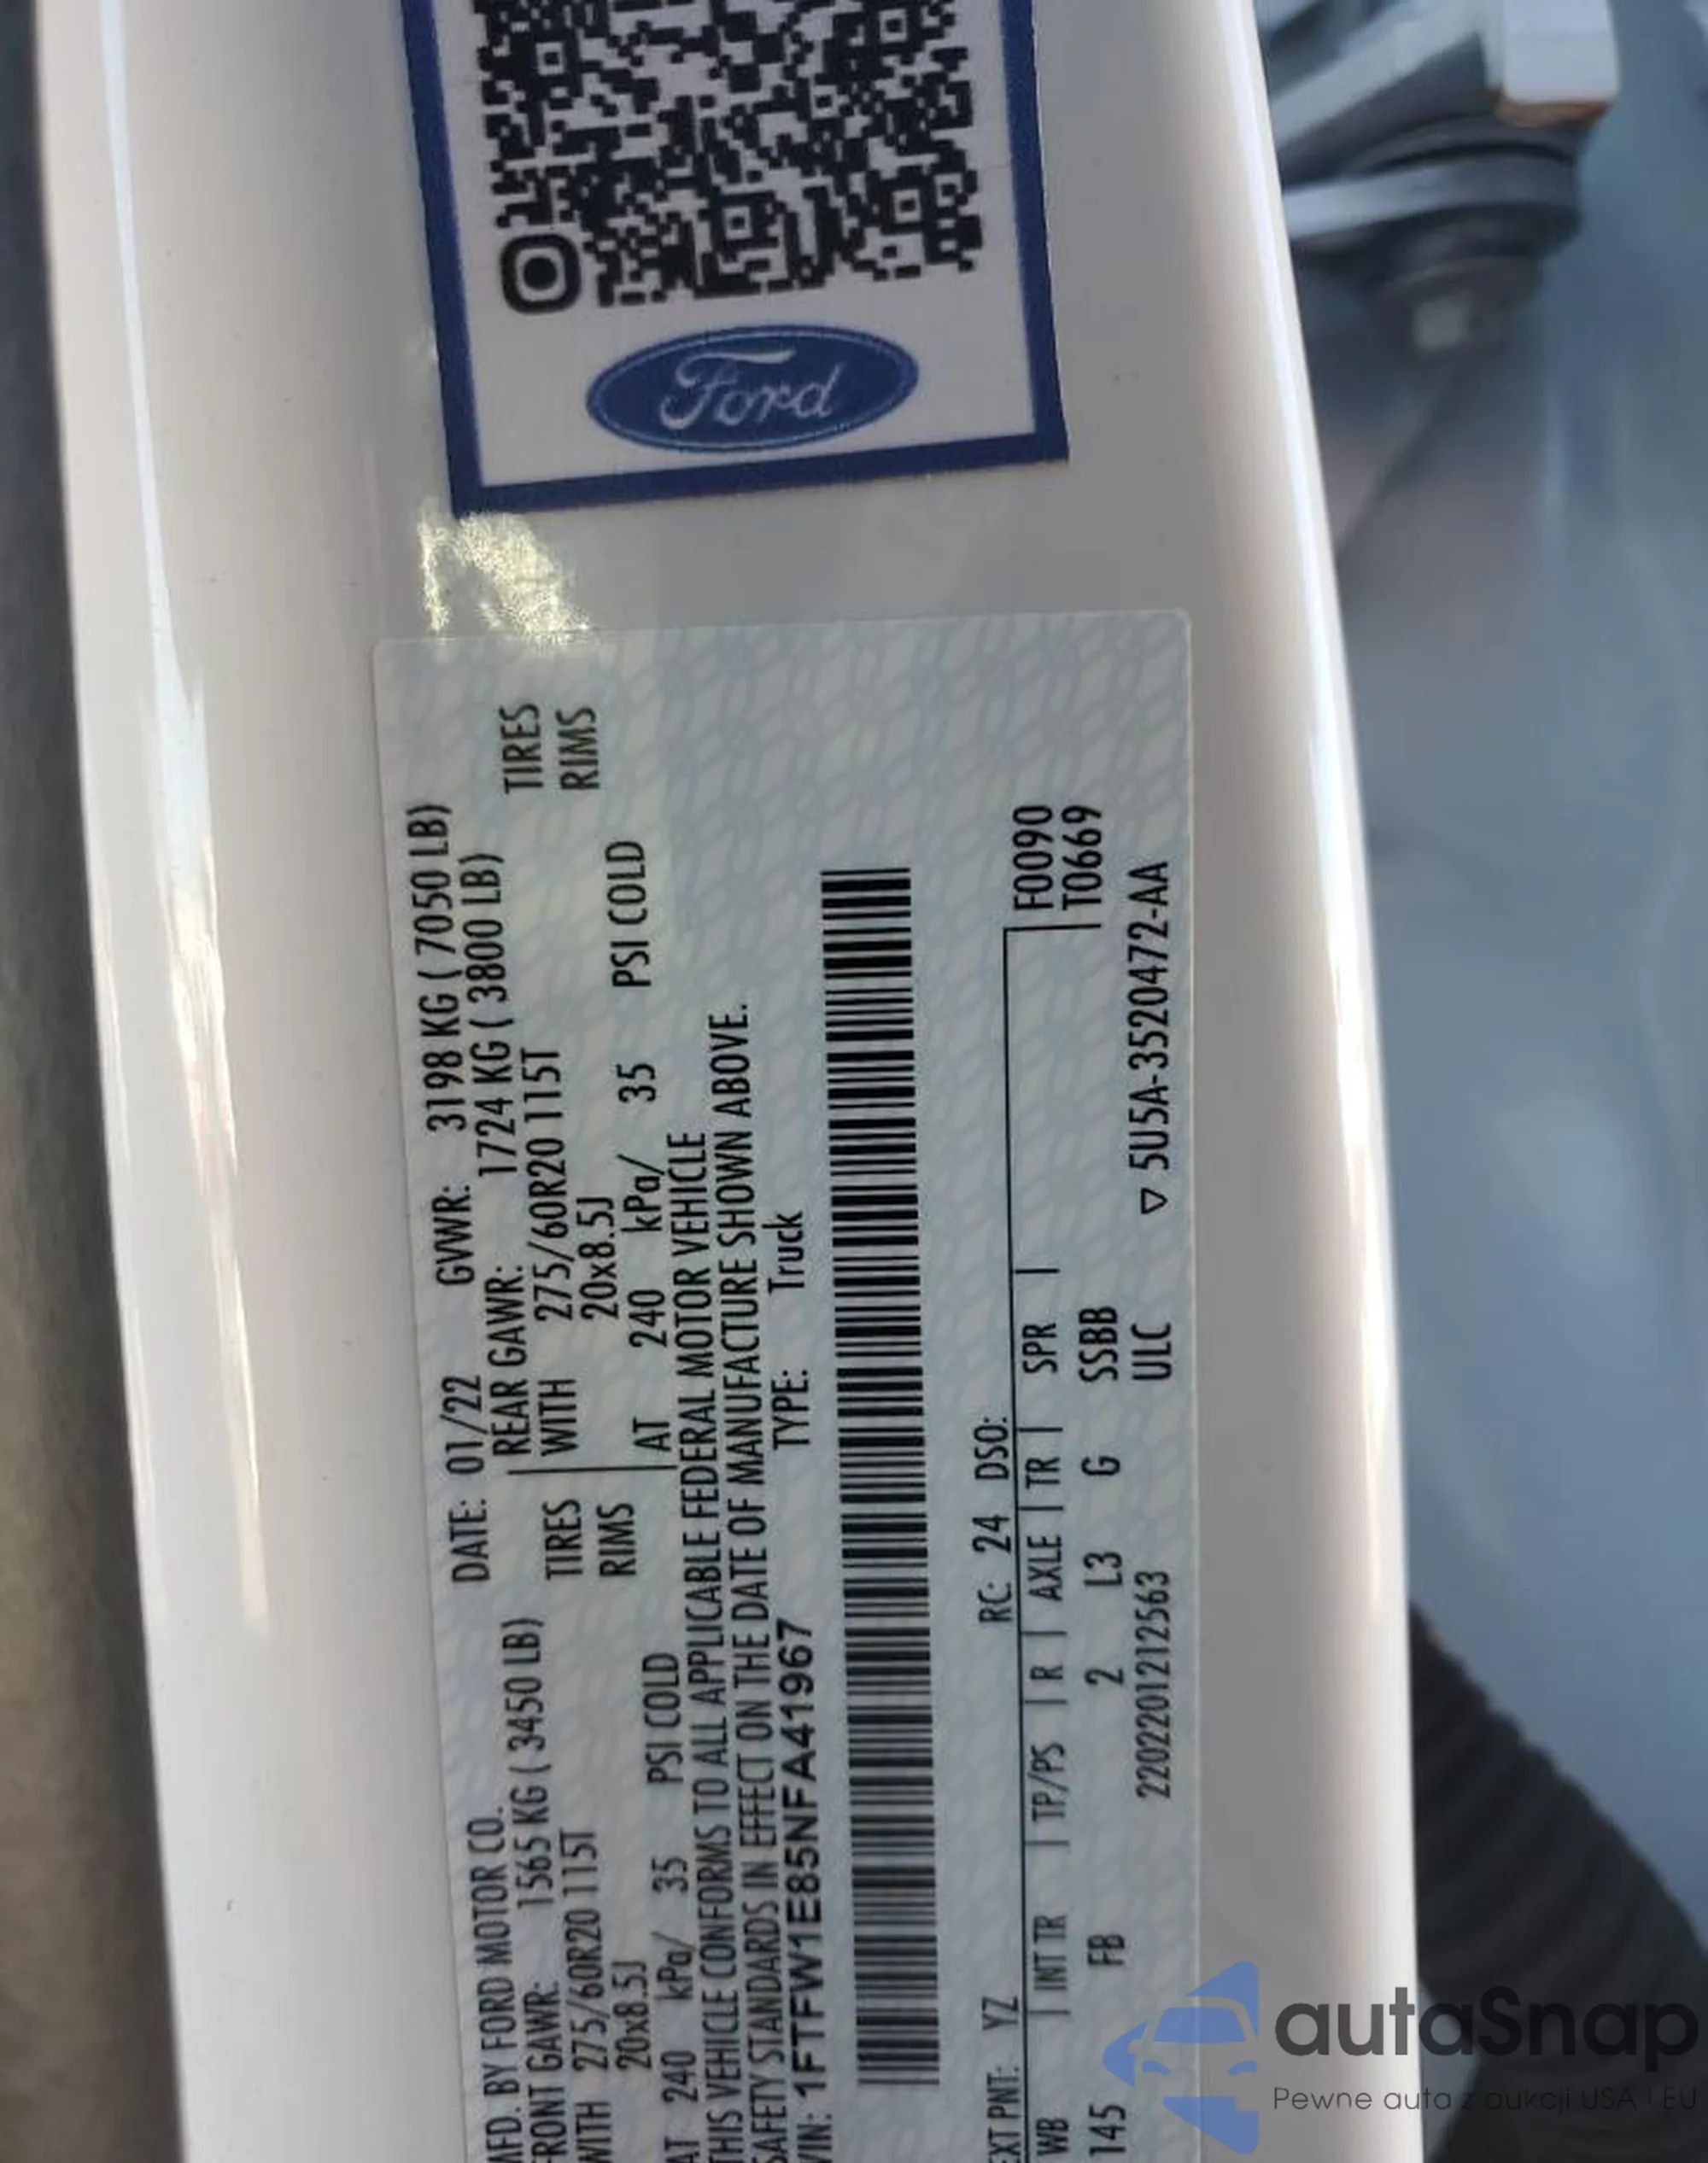 Ford
MFD. BY FORD MOTOR CO. DATE: 01/22 GVWR: 3198 KG ( 7050 LB)
FRONT GAWR: 1565 KG ( 3450 LB) REAR GAWR: 1724 KG ( 3800 LB)
WITH 275/60R20 115T TIRES WITH 275/60R20 115T TIRES
20x8.5J RIMS 20x8.5J RIMS
AT 240 kPa/ 35 PSI COLD AT 240 kPa/ 35 PSI COLD
THIS VEHICLE CONFORMS TO ALL APPLICABLE FEDERAL MOTOR VEHICLE
SAFETY STANDARDS IN EFFECT ON THE DATE OF MANUFACTURE SHOWN ABOVE.
VIN: 1FTFW1E85NFA41967 TYPE: Truck
EXT PNT: YZ RC: 24 DSO:
WB | INT TR | TP/PS | R | AXLE | TR | SPR | F0090
145 FB 2 L3 G SSBB T0669
2202201212563 ULC ▽ 5U5A-3520472-AA
autaSnap
Pewne auta z aukcji USA i EU